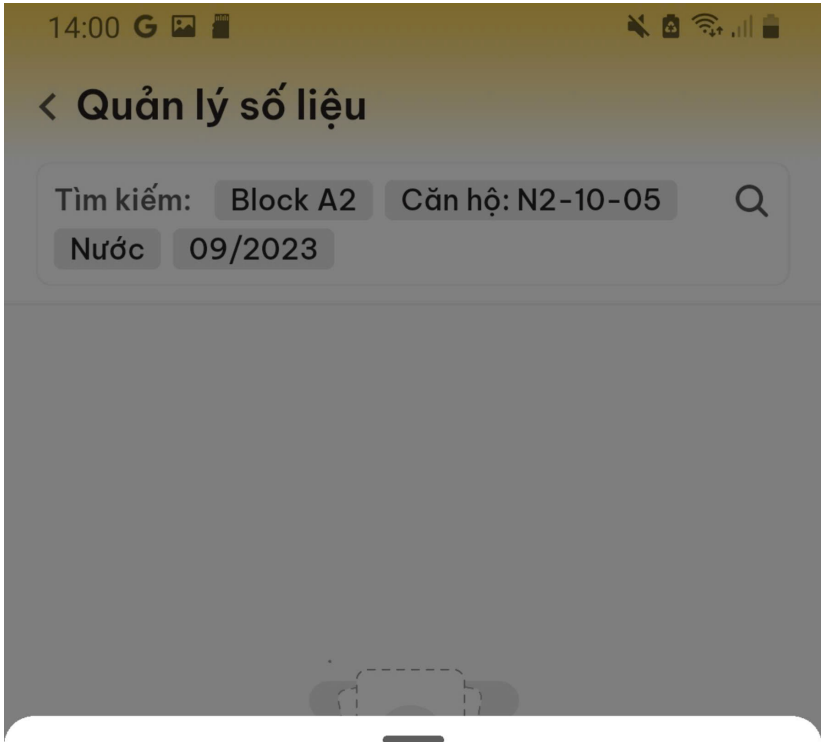 14:00 G
Quản lý số liệu
Tìm kiếm: Block A2 Căn hộ: N2-10-05
Nước 09/2023